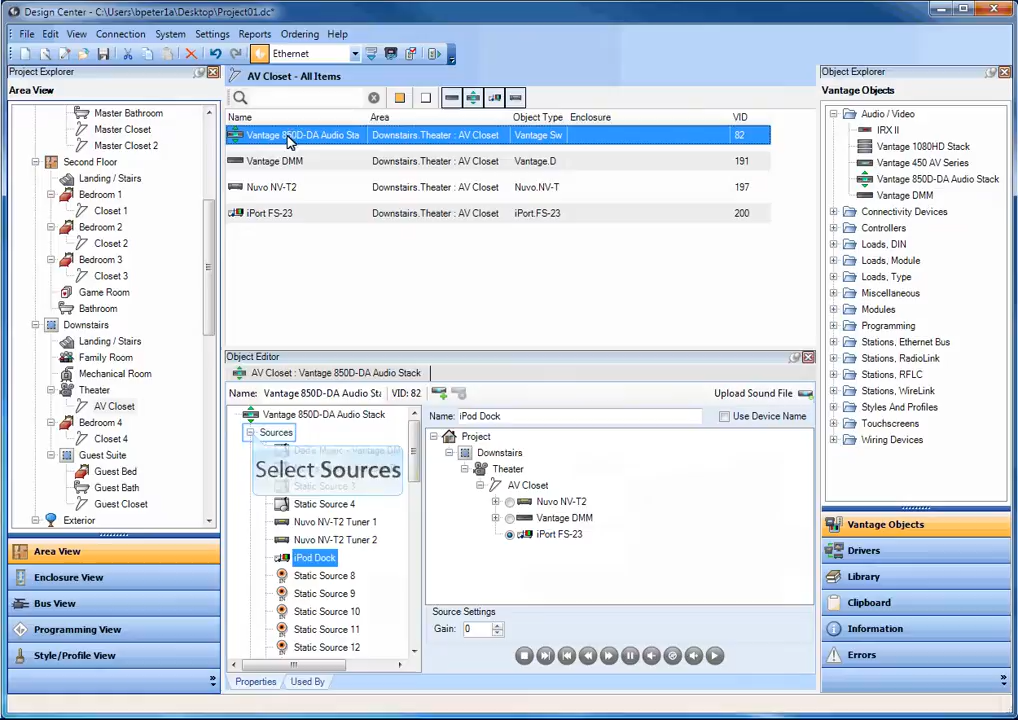 Design Center - C:\Users\bpeter1a\Desktop\Project01.dc*
File Edit View Connection System Settings Reports Ordering Help
Ethernet
Project Explorer
Area View
Master Bathroom
Master Closet
Master Closet 2
Second Floor
Landing / Stairs
Bedroom 1
Closet 1
Bedroom 2
Closet 2
Bedroom 3
Closet 3
Game Room
Bathroom
Downstairs
Landing / Stairs
Family Room
Mechanical Room
Theater
AV Closet
Bedroom 4
Closet 4
Guest Suite
Guest Bed
Guest Bath
Guest Closet
Exterior
Area View
Enclosure View
Bus View
Programming View
Style/Profile View
AV Closet - All Items
Name Area Object Type Enclosure VID
Vantage 850D-DA Audio Sta Downstairs.Theater : AV Closet Vantage Sw 82
Vantage DMM Downstairs.Theater : AV Closet Vantage.D 191
Nuvo NV-T2 Downstairs.Theater : AV Closet Nuvo.NV-T 197
iPort FS-23 Downstairs.Theater : AV Closet iPort.FS-23 200
Object Editor
AV Closet : Vantage 850D-DA Audio Stack
Name: Vantage 850D-DA Audio Sta VID: 82 Upload Sound File
Vantage 850D-DA Audio Stack
Sources
Select Sources
Static Source 3
Static Source 4
Nuvo NV-T2 Tuner 1
Nuvo NV-T2 Tuner 2
iPod Dock
Static Source 8
Static Source 9
Static Source 10
Static Source 11
Static Source 12
Properties Used By
Name: iPod Dock Use Device Name
Project
Downstairs
Theater
AV Closet
Nuvo NV-T2
Vantage DMM
iPort FS-23
Source Settings
Gain: 0
Object Explorer
Vantage Objects
Audio / Video
IRX II
Vantage 1080HD Stack
Vantage 450 AV Series
Vantage 850D-DA Audio Stack
Vantage DMM
Connectivity Devices
Controllers
Loads, DIN
Loads, Module
Loads, Type
Miscellaneous
Modules
Programming
Stations, Ethernet Bus
Stations, RadioLink
Stations, RFLC
Stations, WireLink
Styles And Profiles
Touchscreens
Wiring Devices
Vantage Objects
Drivers
Library
Clipboard
Information
Errors